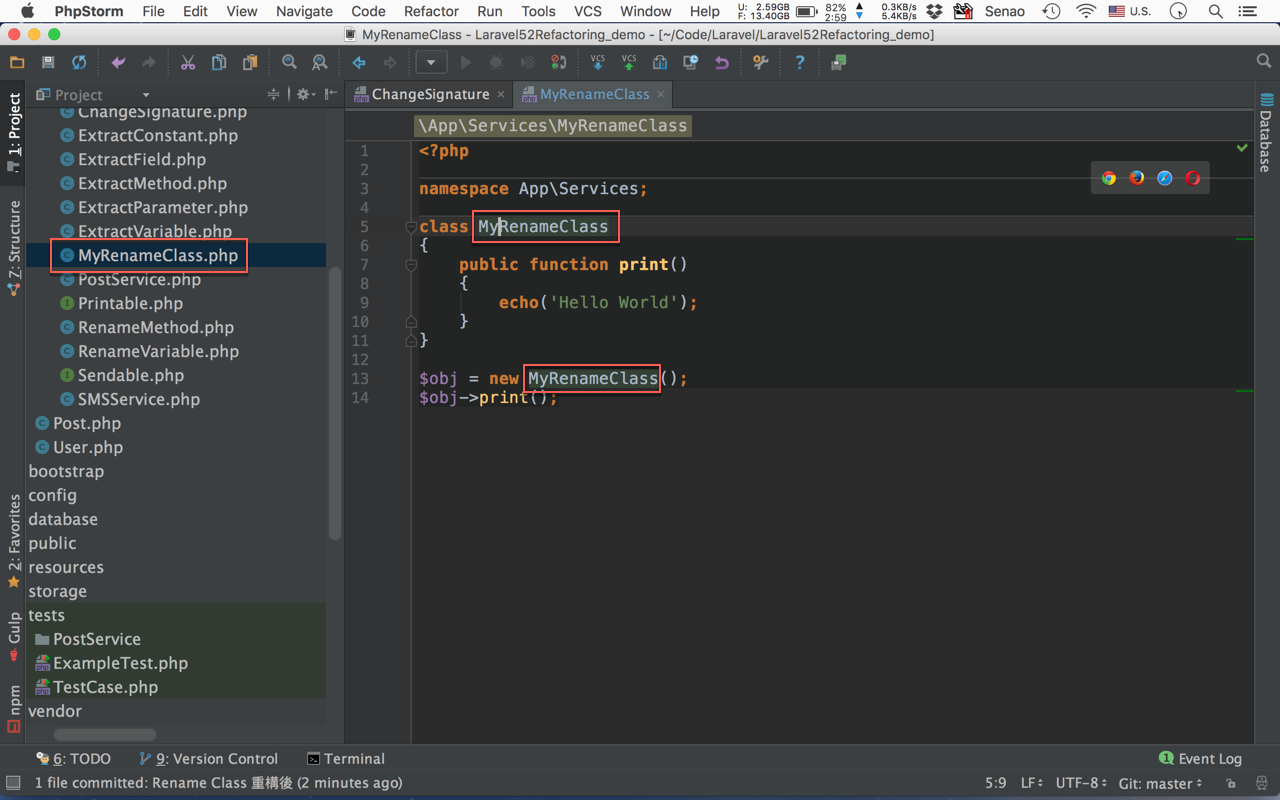 PhpStorm File Edit View Navigate Code Refactor Run Tools VCS Window Help U: 2.59GB F: 13.40GB 82% 2:59 0.3KB/s 5.4KB/s Senao U.S.
MyRenameClass - Laravel52Refactoring_demo - [~/Code/Laravel/Laravel52Refactoring_demo]
VCS VCS ?
1: Project
Z: Structure
2: Favorites
Gulp
npm
Project
ChangeSignature.php
ExtractConstant.php
ExtractField.php
ExtractMethod.php
ExtractParameter.php
ExtractVariable.php
MyRenameClass.php
PostService.php
Printable.php
RenameMethod.php
RenameVariable.php
Sendable.php
SMSService.php
Post.php
User.php
bootstrap
config
database
public
resources
storage
tests
PostService
ExampleTest.php
TestCase.php
vendor
ChangeSignature × MyRenameClass ×
\App\Services\MyRenameClass
1 <?php
2
3 namespace App\Services;
4
5 class MyRenameClass
6 {
7 public function print()
8 {
9 echo('Hello World');
10 }
11 }
12
13 $obj = new MyRenameClass();
14 $obj->print();
Database
6: TODO 9: Version Control Terminal 1 Event Log
1 file committed: Rename Class 重構後 (2 minutes ago) 5:9 LF UTF-8 Git: master